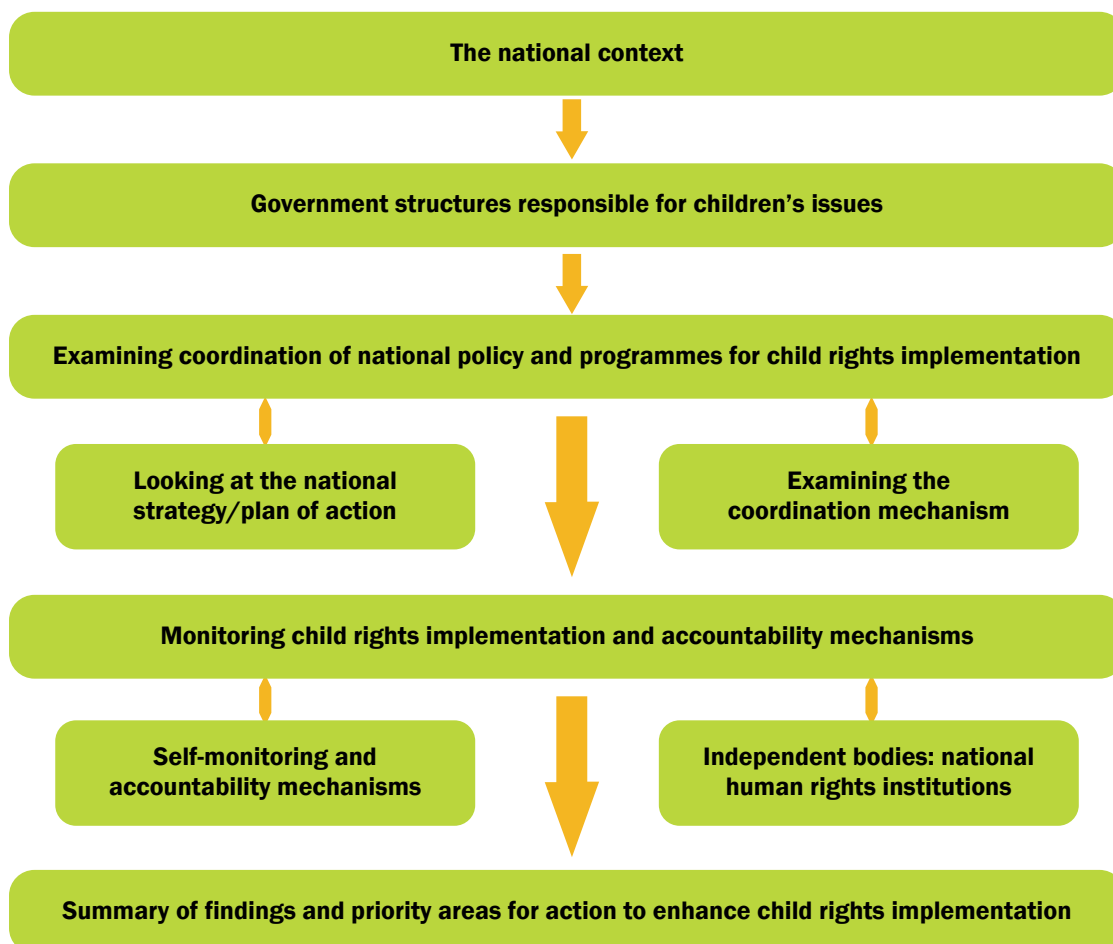 The national context
Government structures responsible for children’s issues
Examining coordination of national policy and programmes for child rights implementation
Looking at the national
strategy/plan of action
Examining the
coordination mechanism
Monitoring child rights implementation and accountability mechanisms
Self-monitoring and
accountability mechanisms
Independent bodies: national
human rights institutions
Summary of findings and priority areas for action to enhance child rights implementation